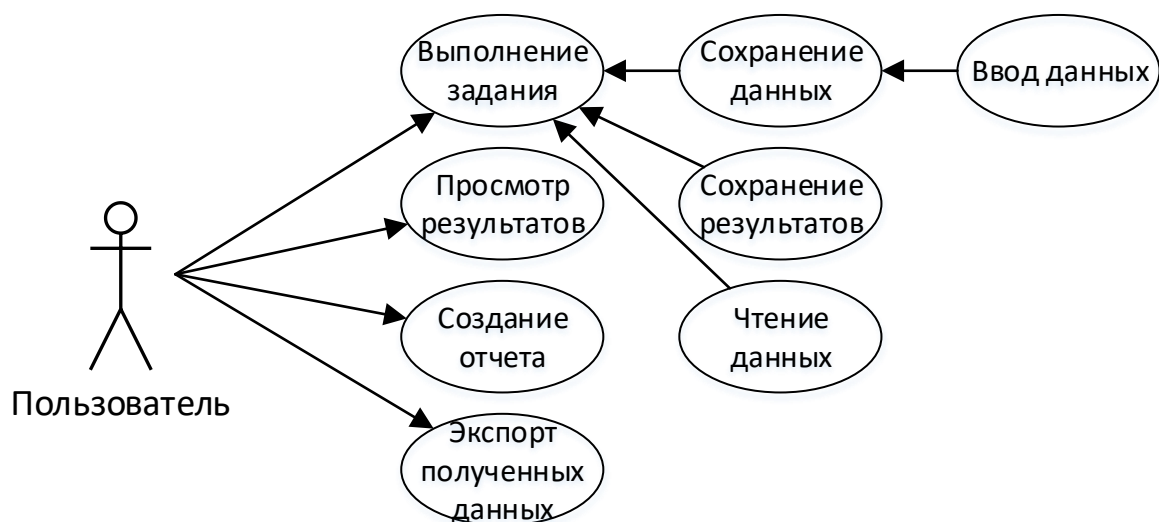 Выполнение
задания
Сохранение
данных
Ввод данных
Просмотр
результатов
Сохранение
результатов
Создание
отчета
Чтение
данных
Пользователь
Экспорт
полученных
данных